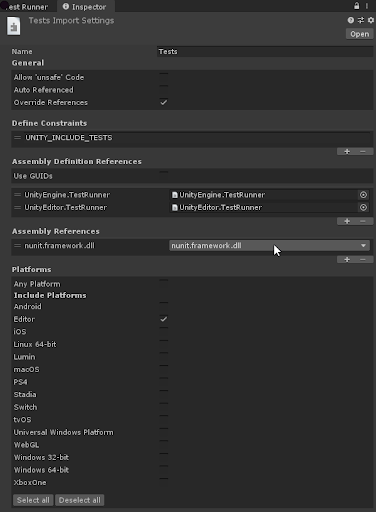 Test Runner Inspector
Tests Import Settings
Open
Name Tests
General
Allow 'unsafe' Code
Auto Referenced
Override References
Define Constraints
UNITY_INCLUDE_TESTS
Assembly Definition References
Use GUIDs
UnityEngine.TestRunner UnityEngine.TestRunner
UnityEditor.TestRunner UnityEditor.TestRunner
Assembly References
nunit.framework.dll nunit.framework.dll
Platforms
Any Platform
Include Platforms
Android
Editor
iOS
Linux 64-bit
Lumin
macOS
PS4
Stadia
Switch
tvOS
Universal Windows Platform
WebGL
Windows 32-bit
Windows 64-bit
XboxOne
Select all Deselect all